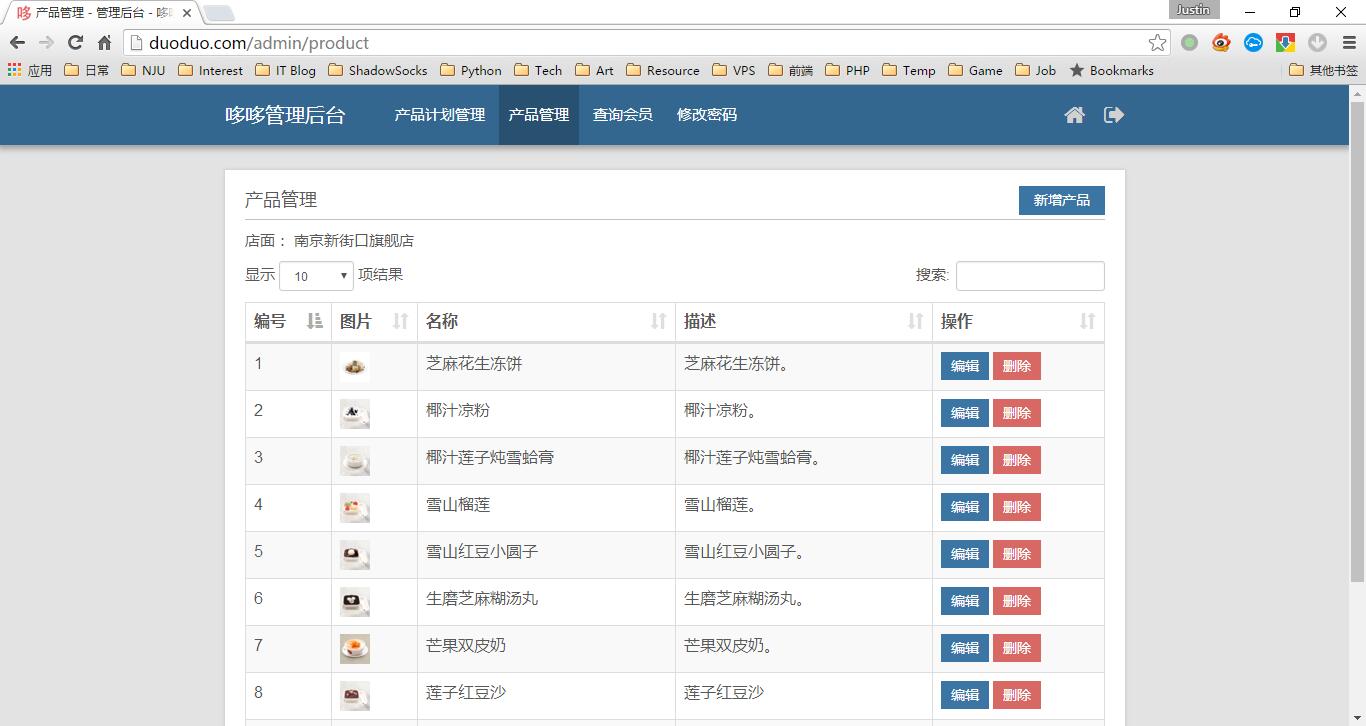 哆 产品管理 - 管理后台 - 哆
Justin
duoduo.com/admin/product
应用 日常 NJU Interest IT Blog ShadowSocks Python Tech Art Resource VPS 前端 PHP Temp Game Job Bookmarks 其他书签
哆哆管理后台 产品计划管理 产品管理 查询会员 修改密码
产品管理 新增产品
店面： 南京新街口旗舰店
显示 10 项结果 搜索:
编号 图片 名称 描述 操作
1 芝麻花生冻饼 芝麻花生冻饼。 编辑 删除
2 椰汁凉粉 椰汁凉粉。 编辑 删除
3 椰汁莲子炖雪蛤膏 椰汁莲子炖雪蛤膏。 编辑 删除
4 雪山榴莲 雪山榴莲。 编辑 删除
5 雪山红豆小圆子 雪山红豆小圆子。 编辑 删除
6 生磨芝麻糊汤丸 生磨芝麻糊汤丸。 编辑 删除
7 芒果双皮奶 芒果双皮奶。 编辑 删除
8 莲子红豆沙 莲子红豆沙 编辑 删除